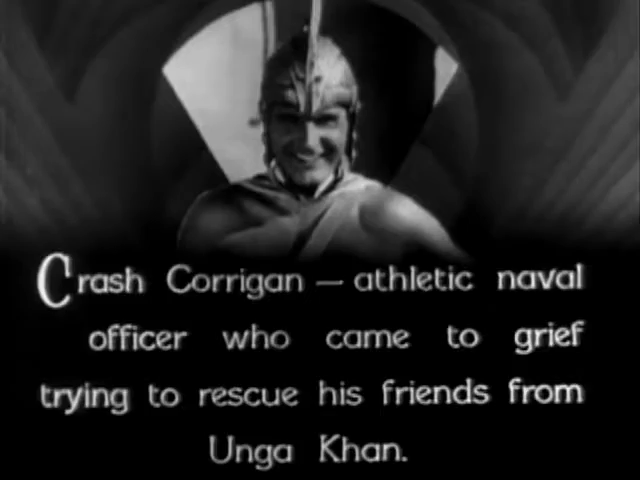 Crash Corrigan — athletic naval
officer who came to grief
trying to rescue his friends from
Unga Khan.